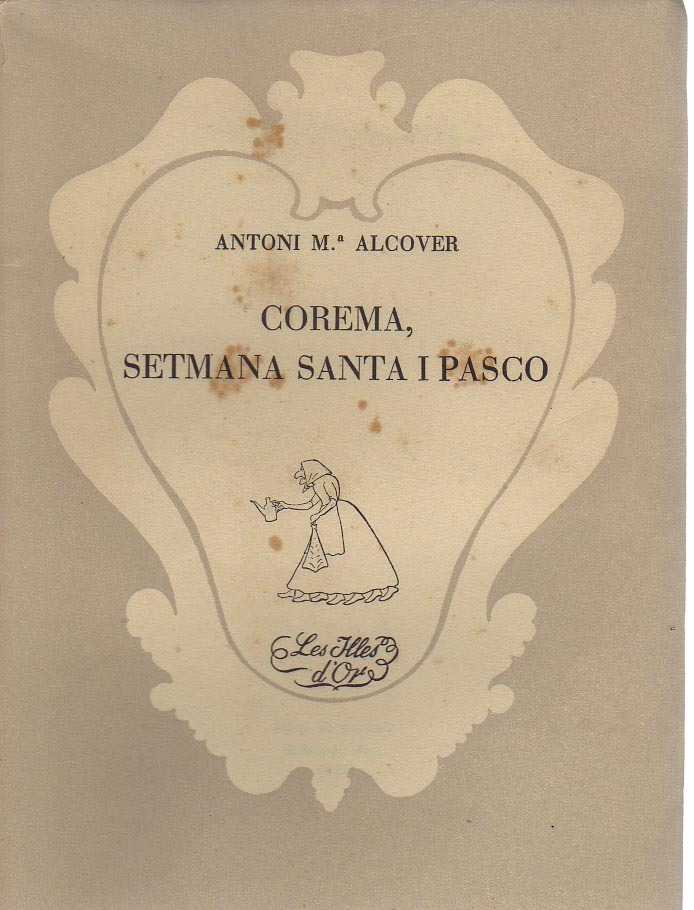 ANTONI M.ª ALCOVER
COREMA,
SETMANA SANTA I PASCO
Les Illes
d'Or